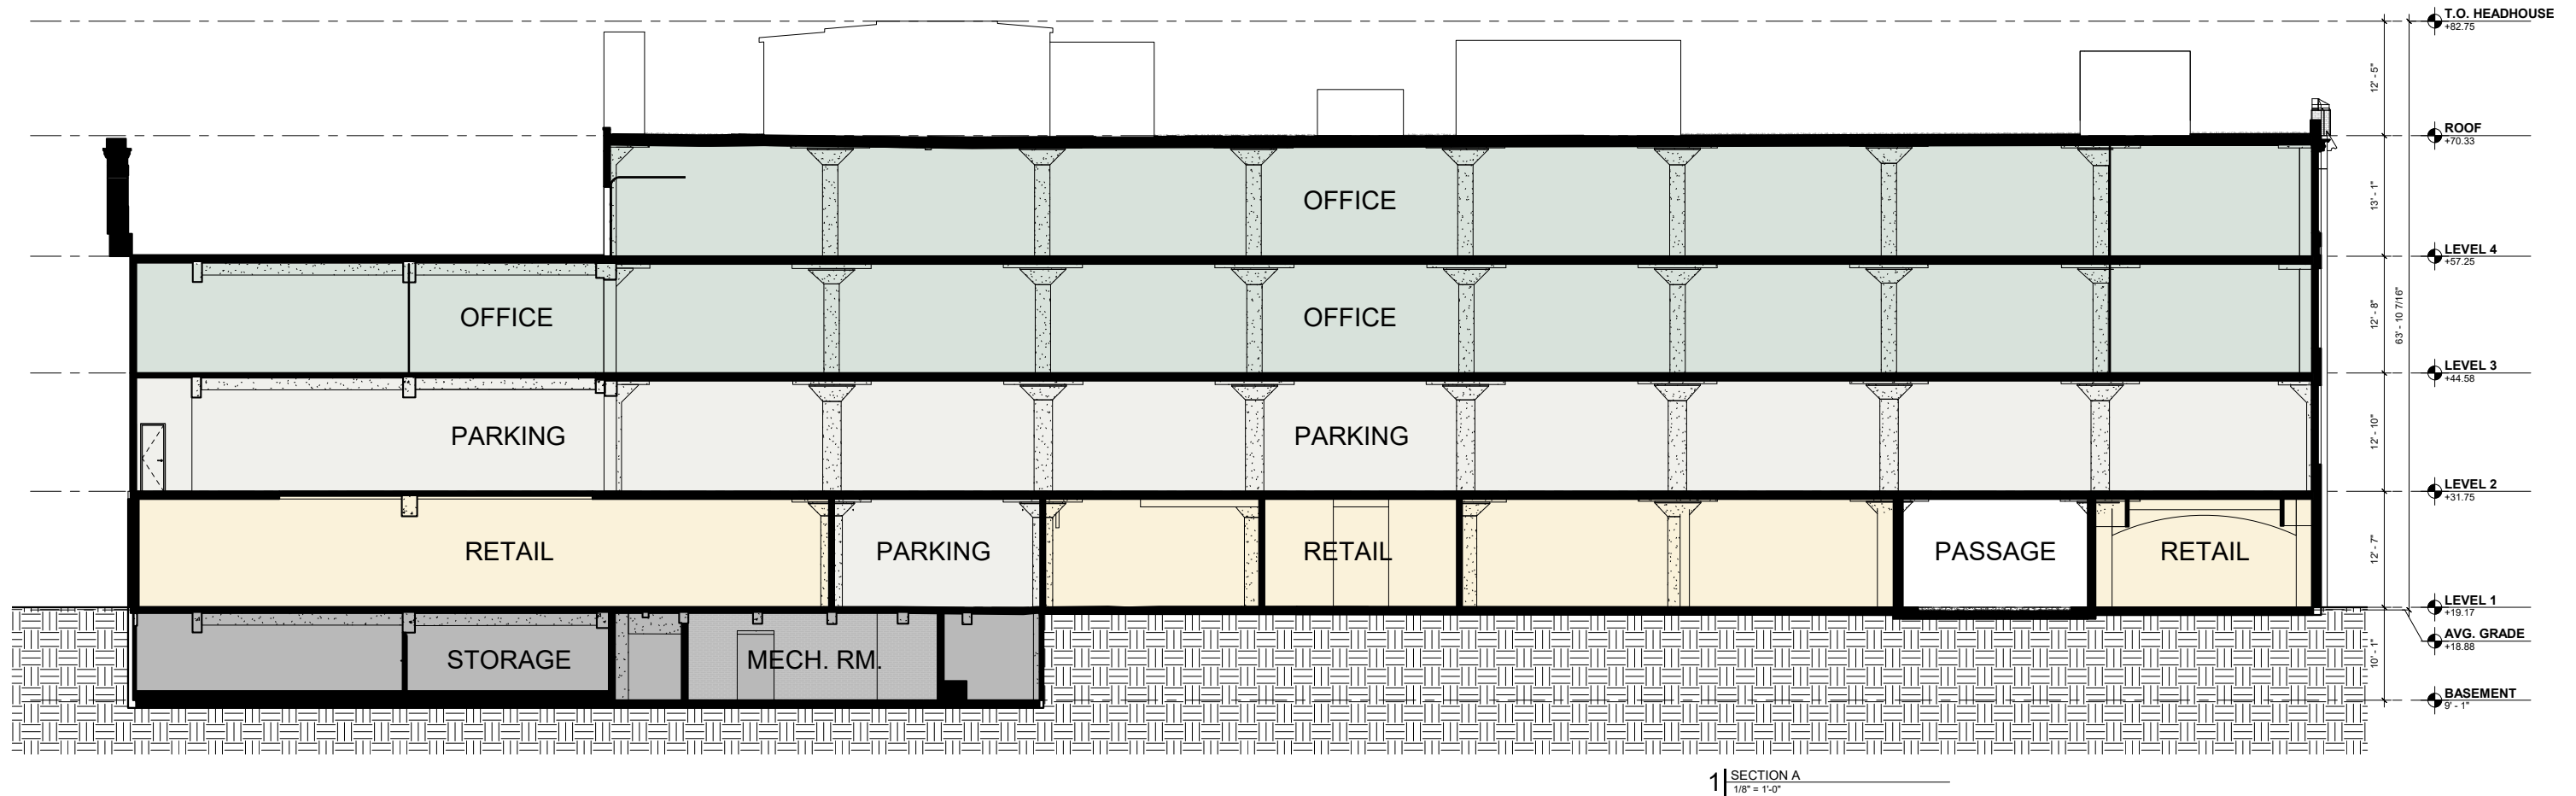 T.O. HEADHOUSE
+82.75
12' - 5"
ROOF
+70.33
OFFICE
13' - 1"
LEVEL 4
+57.25
OFFICE
OFFICE
12' - 8"
63' - 10 7/16"
LEVEL 3
+44.58
PARKING
PARKING
12' - 10"
LEVEL 2
+31.75
RETAIL
PARKING
RETAIL
PASSAGE
RETAIL
12' - 7"
LEVEL 1
+19.17
AVG. GRADE
+18.88
STORAGE
MECH. RM.
10' - 1"
BASEMENT
9' - 1"
1
SECTION A
1/8" = 1'-0"